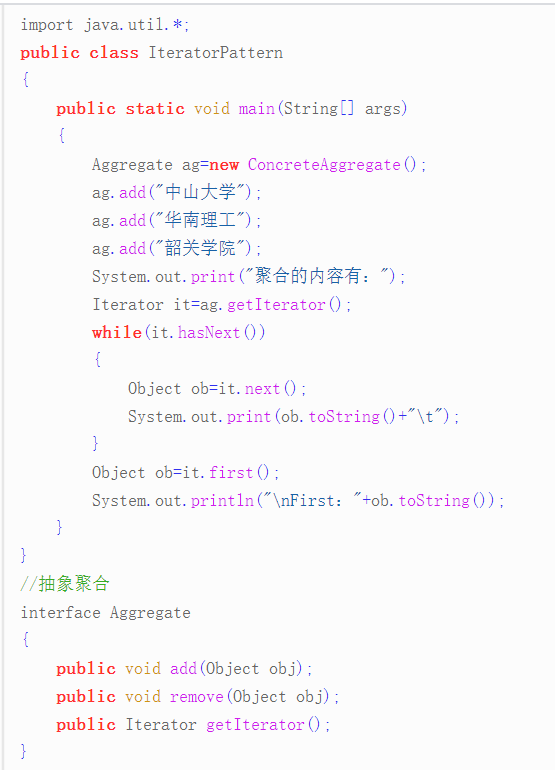 import java.util.*;
public class IteratorPattern
{
    public static void main(String[] args)
    {
        Aggregate ag=new ConcreteAggregate();
        ag.add("中山大学");
        ag.add("华南理工");
        ag.add("韶关学院");
        System.out.print("聚合的内容有：");
        Iterator it=ag.getIterator();
        while(it.hasNext())
        {
            Object ob=it.next();
            System.out.print(ob.toString()+"\t");
        }
        Object ob=it.first();
        System.out.println("\nFirst："+ob.toString());
    }
}
//抽象聚合
interface Aggregate
{
    public void add(Object obj);
    public void remove(Object obj);
    public Iterator getIterator();
}